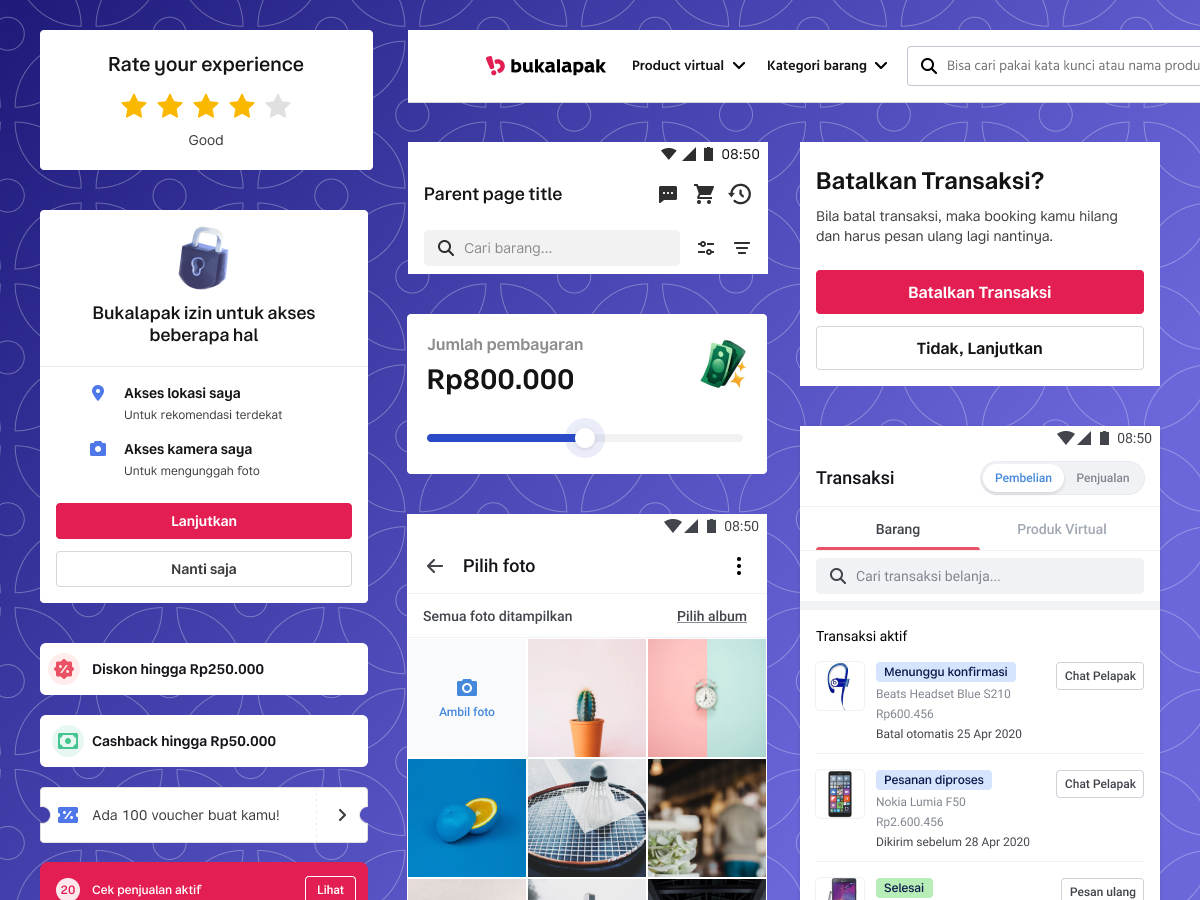 Rate your experience
Good
bukalapak
Product virtual
Kategori barang
Bisa cari pakai kata kunci atau nama produ
08:50
Parent page title
Cari barang...
Batalkan Transaksi?
Bila batal transaksi, maka booking kamu hilang
dan harus pesan ulang lagi nantinya.
Batalkan Transaksi
Tidak, Lanjutkan
Bukalapak izin untuk akses
beberapa hal
Akses lokasi saya
Untuk rekomendasi terdekat
Akses kamera saya
Untuk mengunggah foto
Lanjutkan
Nanti saja
Jumlah pembayaran
Rp800.000
08:50
Pilih foto
Semua foto ditampilkan
Pilih album
Ambil foto
08:50
Transaksi
Pembelian
Penjualan
Barang
Produk Virtual
Cari transaksi belanja...
Transaksi aktif
Menunggu konfirmasi
Beats Headset Blue S210
Rp600.456
Batal otomatis 25 Apr 2020
Chat Pelapak
Pesanan diproses
Nokia Lumia F50
Rp2.600.456
Dikirim sebelum 28 Apr 2020
Chat Pelapak
Selesai
Pesan ulang
Diskon hingga Rp250.000
Cashback hingga Rp50.000
Ada 100 voucher buat kamu!
20
Cek penjualan aktif
Lihat